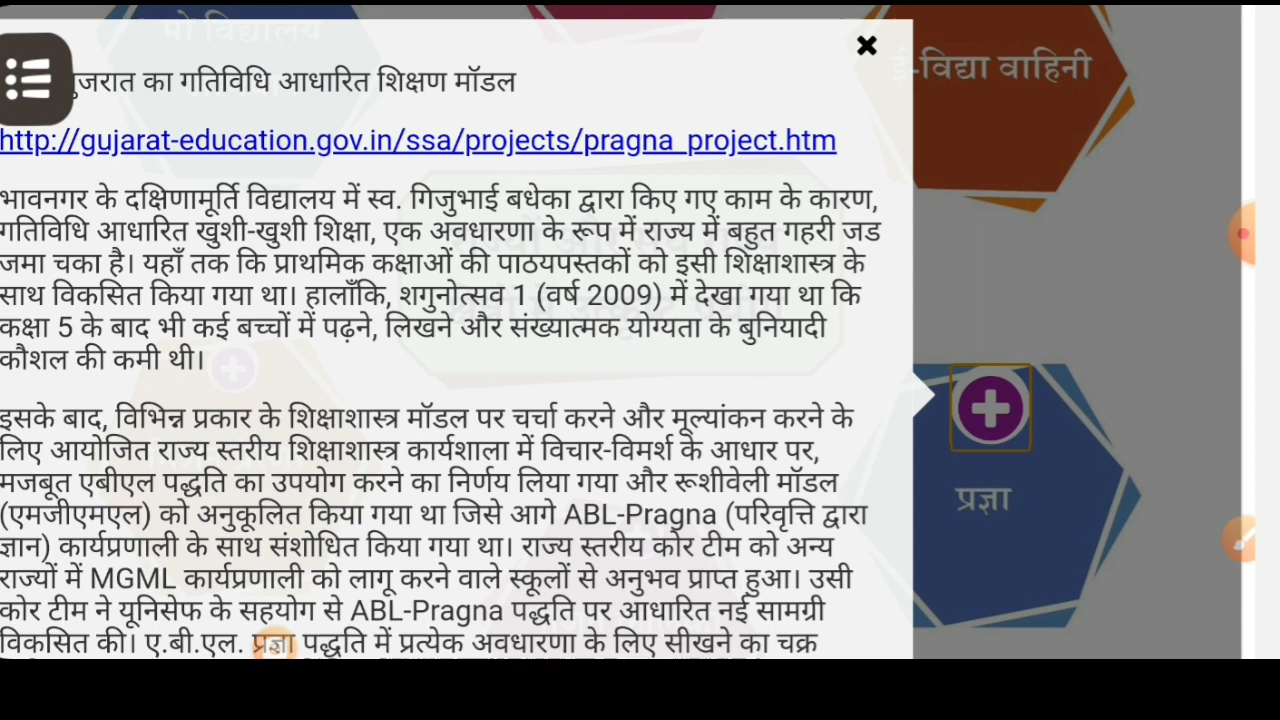 मो विद्यालय
ई-विद्या वाहिनी
गुजरात का गतिविधि आधारित शिक्षण मॉडल
http://gujarat-education.gov.in/ssa/projects/pragna_project.htm
भावनगर के दक्षिणामूर्ति विद्यालय में स्व. गिजुभाई बधेका द्वारा किए गए काम के कारण,
गतिविधि आधारित खुशी-खुशी शिक्षा, एक अवधारणा के रूप में राज्य में बहुत गहरी जड
जमा चका है। यहाँ तक कि प्राथमिक कक्षाओं की पाठयपस्तकों को इसी शिक्षाशास्त्र के
साथ विकसित किया गया था। हालाँकि, शगुनोत्सव 1 (वर्ष 2009) में देखा गया था कि
कक्षा 5 के बाद भी कई बच्चों में पढ़ने, लिखने और संख्यात्मक योग्यता के बुनियादी
कौशल की कमी थी।
इसके बाद, विभिन्न प्रकार के शिक्षाशास्त्र मॉडल पर चर्चा करने और मूल्यांकन करने के
लिए आयोजित राज्य स्तरीय शिक्षाशास्त्र कार्यशाला में विचार-विमर्श के आधार पर,
मजबूत एबीएल पद्धति का उपयोग करने का निर्णय लिया गया और रूशीवेली मॉडल
(एमजीएमएल) को अनुकूलित किया गया था जिसे आगे ABL-Pragna (परिवृत्ति द्वारा
ज्ञान) कार्यप्रणाली के साथ संशोधित किया गया था। राज्य स्तरीय कोर टीम को अन्य
राज्यों में MGML कार्यप्रणाली को लागू करने वाले स्कूलों से अनुभव प्राप्त हुआ। उसी
कोर टीम ने यूनिसेफ के सहयोग से ABL-Pragna पद्धति पर आधारित नई सामग्री
विकसित की। ए.बी.एल. प्रज्ञा पद्धति में प्रत्येक अवधारणा के लिए सीखने का चक्र
प्रज्ञा